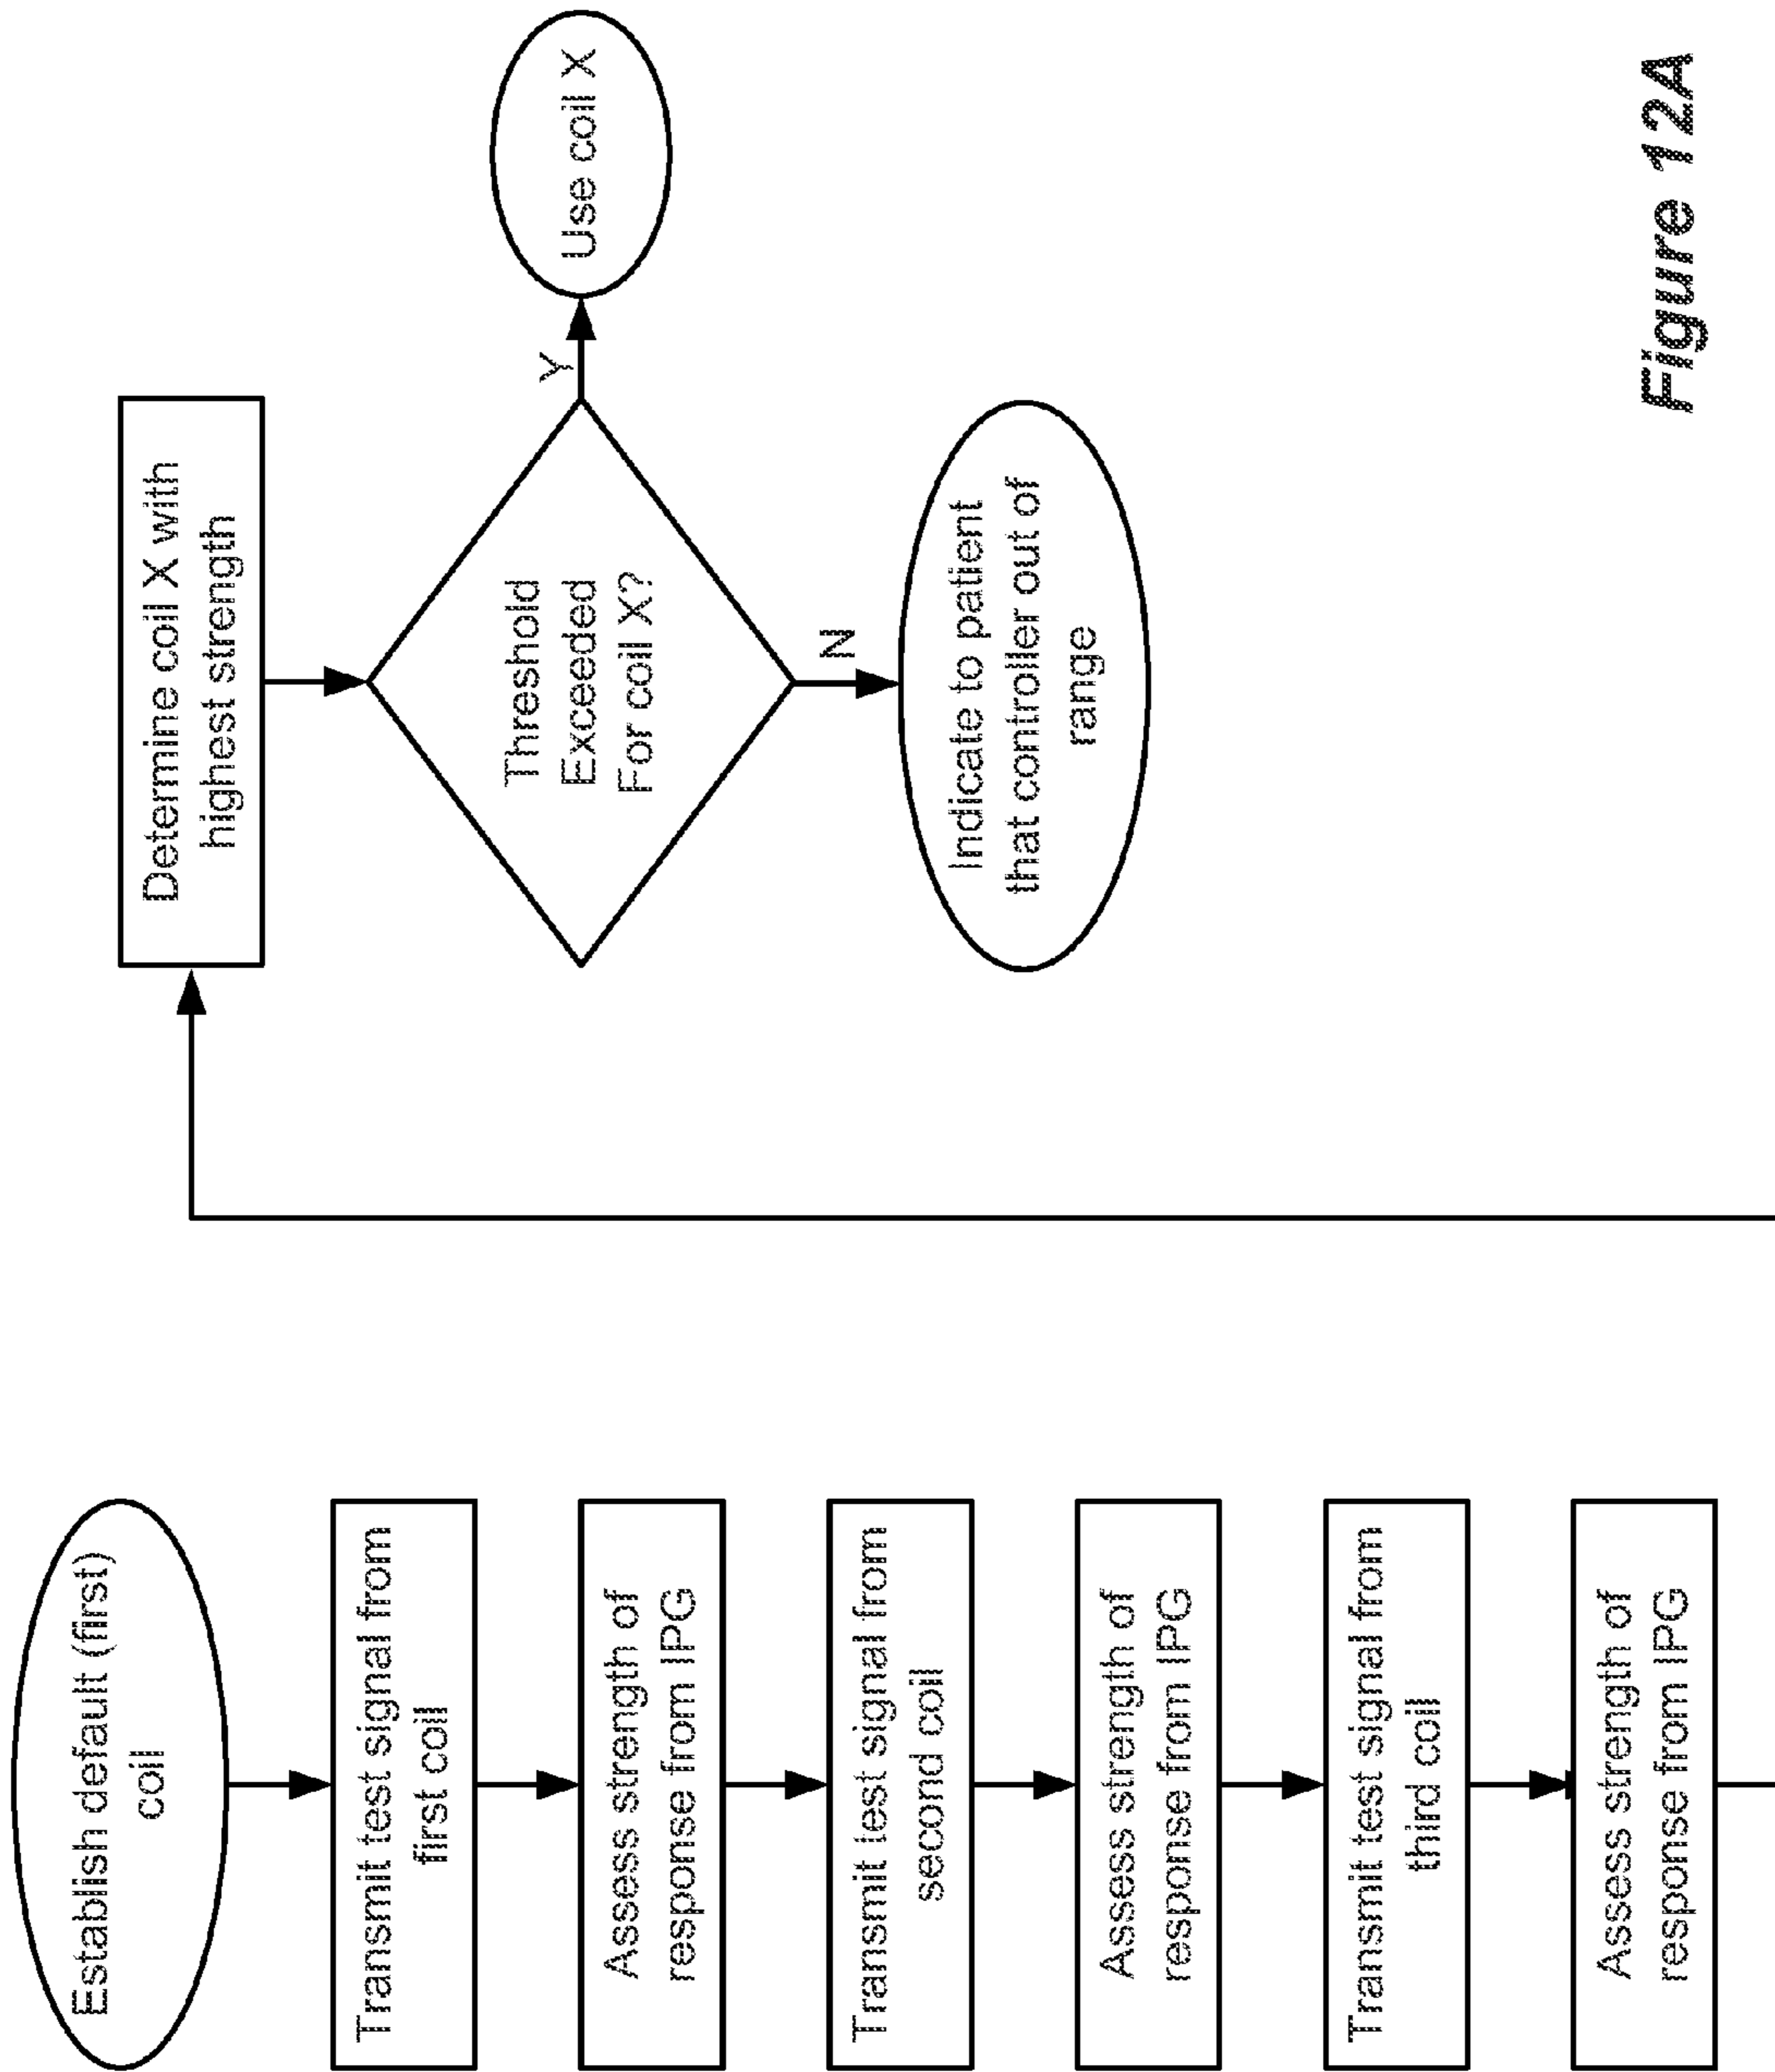 Establish default (first)
coil
Transmit test signal from
first coil
Assess strength of
response from IPG
Transmit test signal from
second coil
Assess strength of
response from IPG
Transmit test signal from
third coil
Assess strength of
response from IPG
Determine coil X with
highest strength
Threshold
Exceeded
For coil X?
Y
Use coil X
N
Indicate to patient
that controller out of
range
Figure 12A